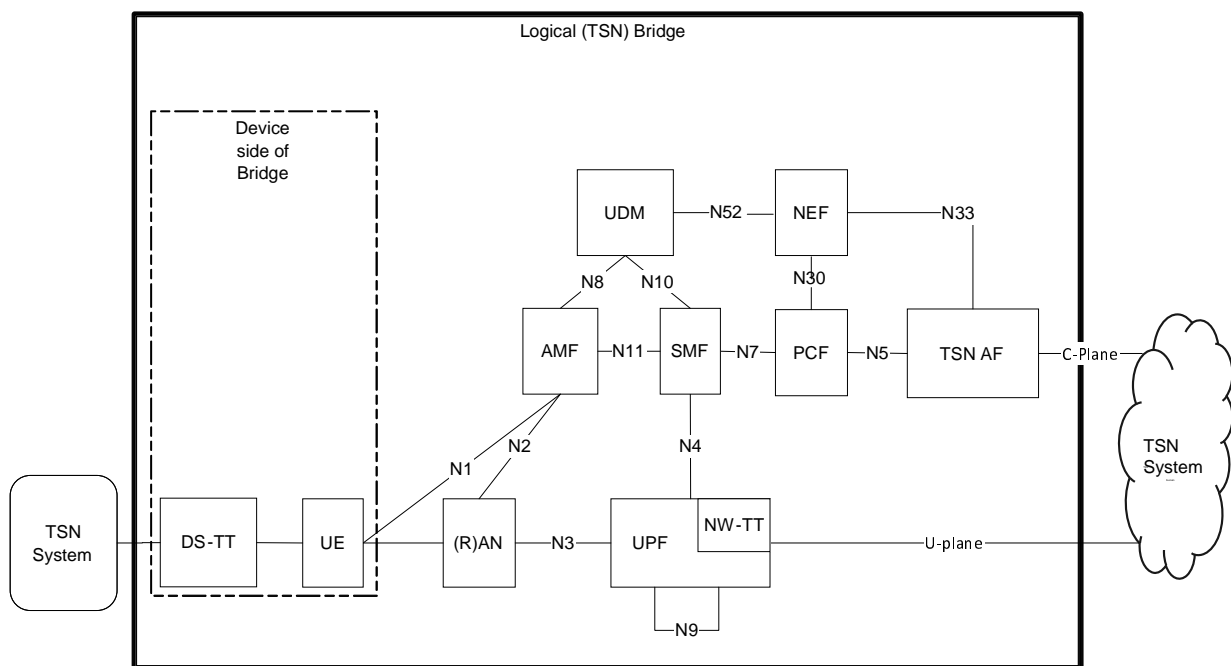 Logical (TSN) Bridge
Device
side of
Bridge
UDM
N52
NEF
N33
N8
N10
N30
AMF
N11
SMF
N7
PCF
N5
TSN AF
C-Plane
N1
N2
N4
TSN
System
TSN
System
DS-TT
UE
(R)AN
N3
UPF
NW-TT
U-plane
N9